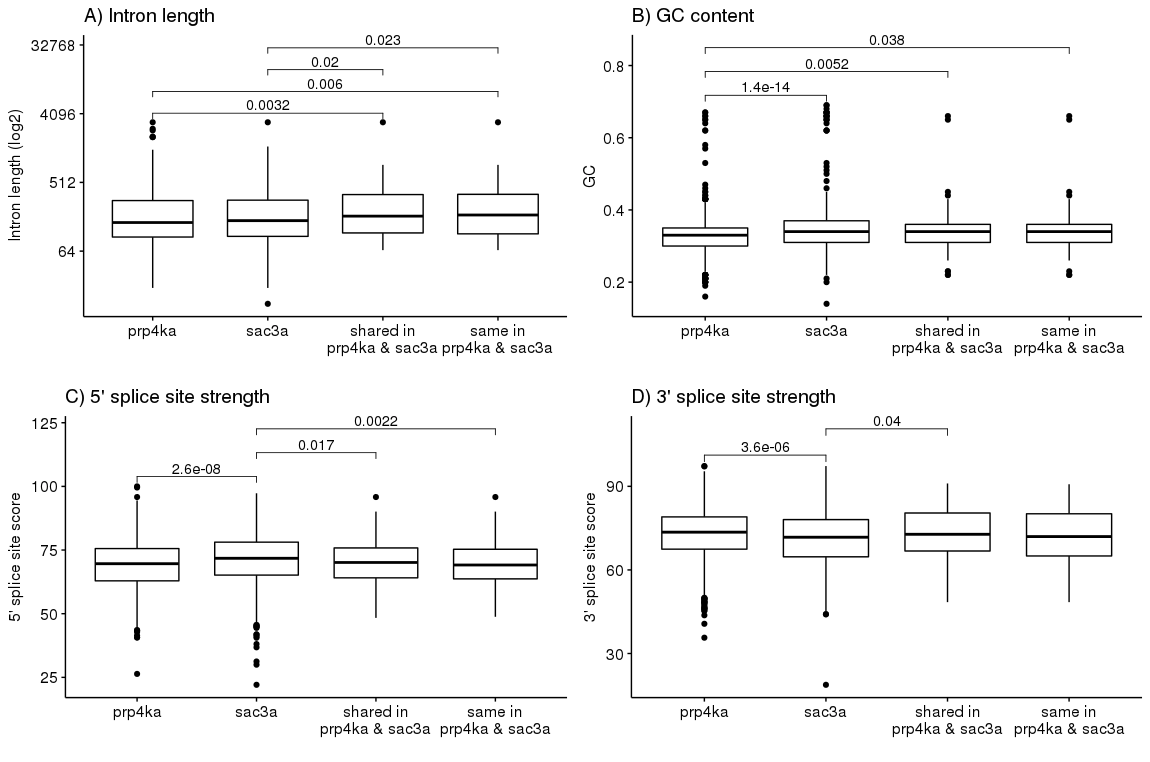 A) Intron length
Intron length (log2)
32768
4096
512
64
0.023
0.02
0.006
0.0032
prp4ka
sac3a
shared in
prp4ka & sac3a
same in
prp4ka & sac3a
B) GC content
GC
0.8
0.6
0.4
0.2
0.038
0.0052
1.4e-14
prp4ka
sac3a
shared in
prp4ka & sac3a
same in
prp4ka & sac3a
C) 5' splice site strength
5' splice site score
125
100
75
50
25
0.0022
0.017
2.6e-08
prp4ka
sac3a
shared in
prp4ka & sac3a
same in
prp4ka & sac3a
D) 3' splice site strength
3' splice site score
90
60
30
0.04
3.6e-06
prp4ka
sac3a
shared in
prp4ka & sac3a
same in
prp4ka & sac3a